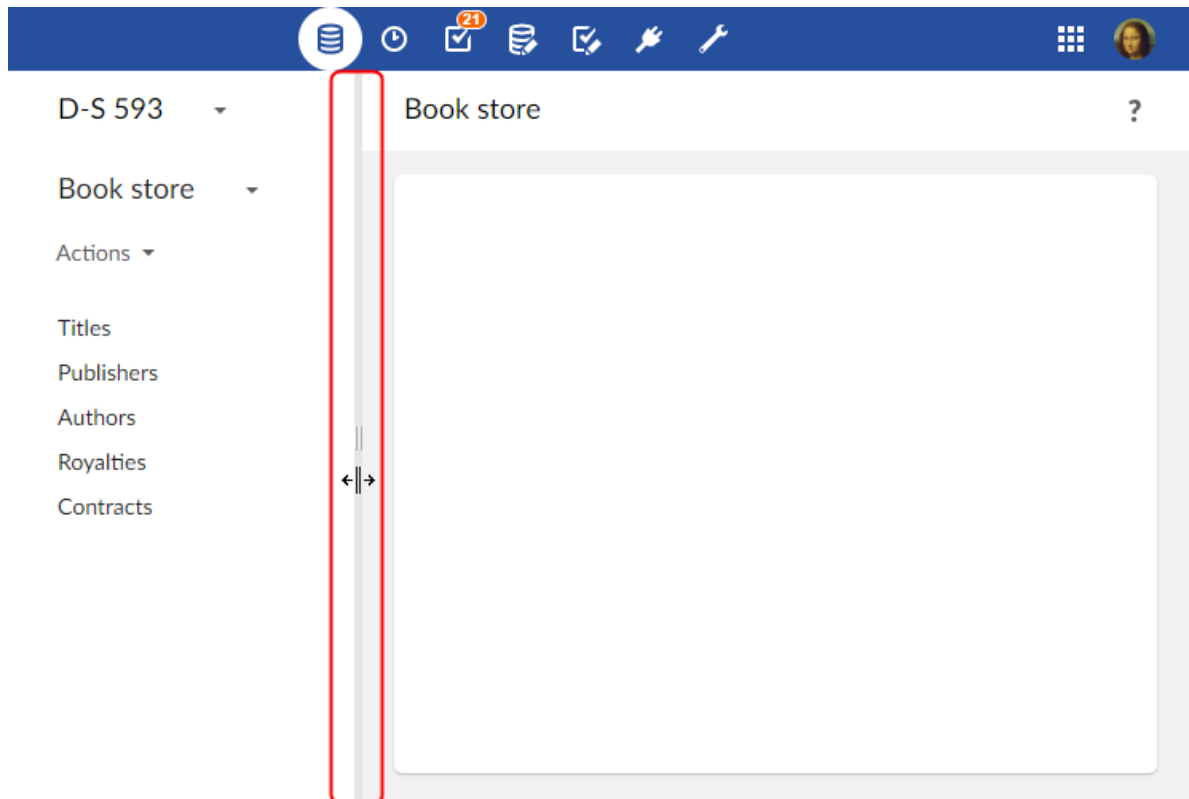 21
D-S 593
Book store
?
Book store
Actions
Titles
Publishers
Authors
Royalties
Contracts